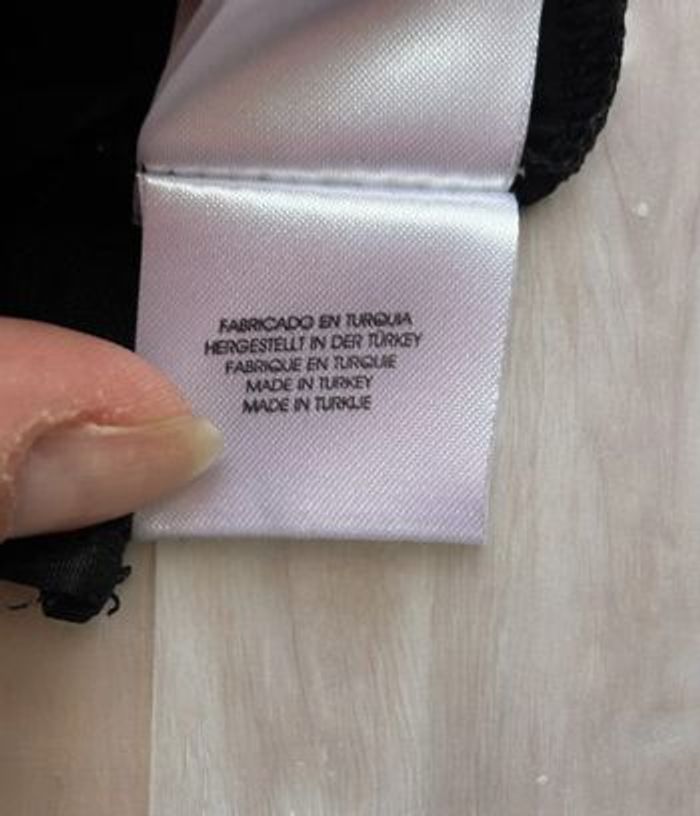 FABRICADO EN TURQUIA
HERGESTELLT IN DER TÜRKEY
FABRIQUE EN TURQUIE
MADE IN TURKEY
MADE IN TURKIJE